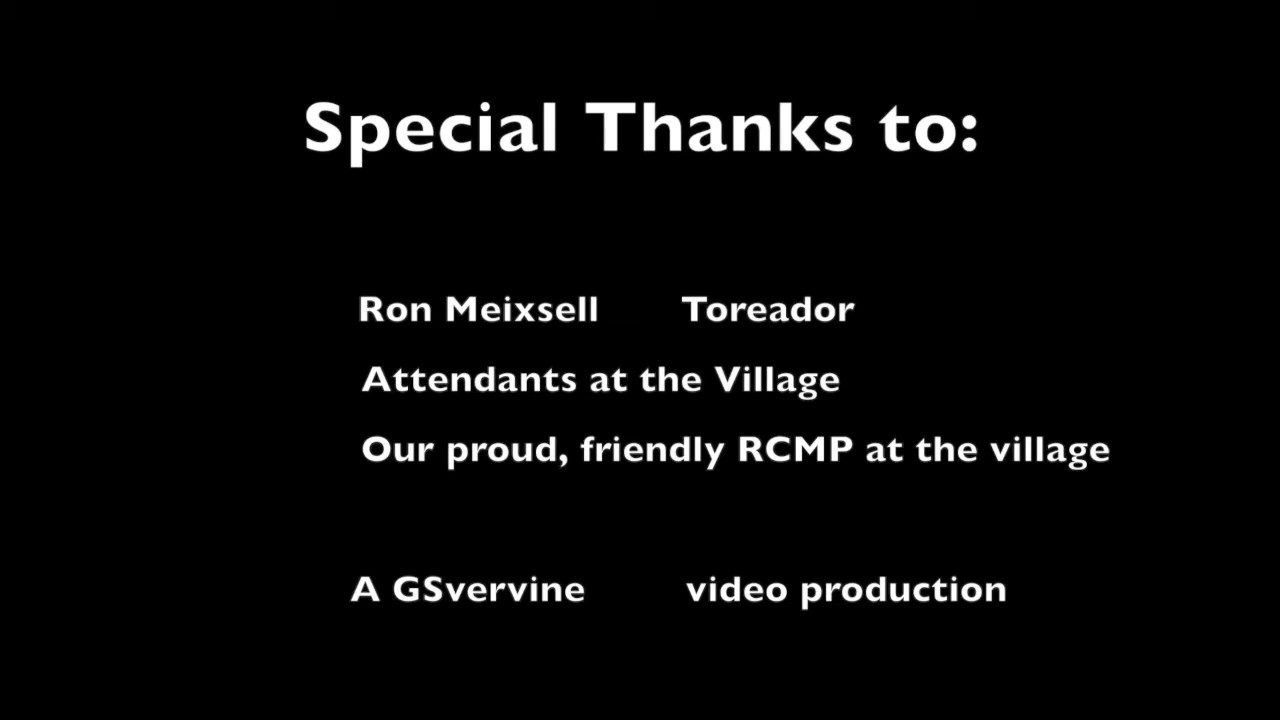 Special Thanks to:
Ron Meixsell Toreador
Attendants at the Village
Our proud, friendly RCMP at the village
A GSvervine video production